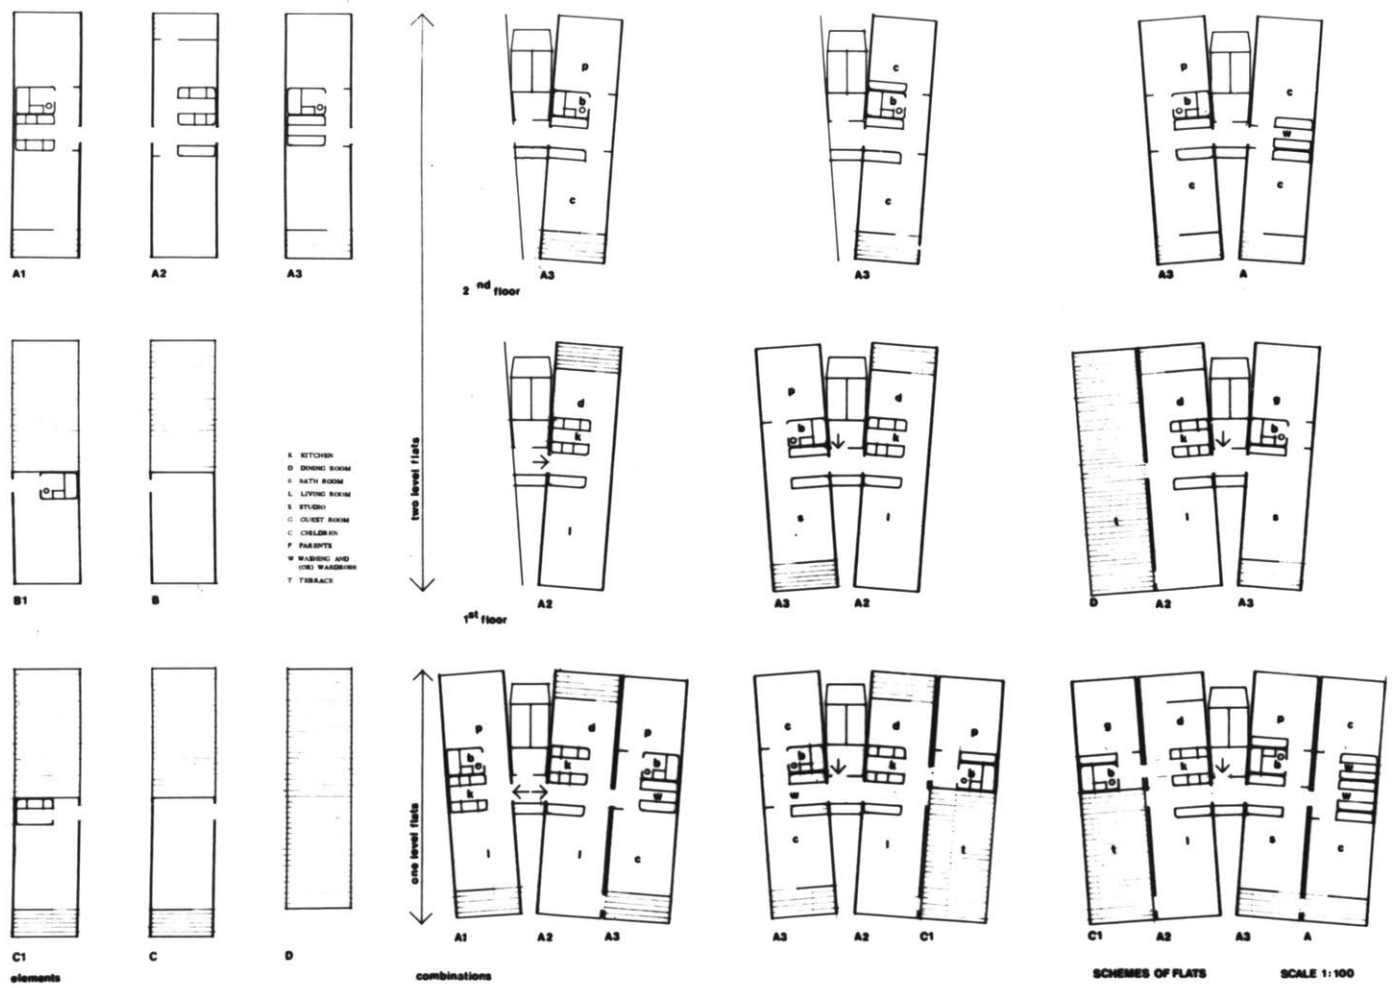 p
c
p
c
b
b
b
w
c
c
c
c
A1
A2
A3
A3
A3
A3
A
2nd floor
p
d
d
d
g
b
k
k
k
b
t
l
s
l
l
s
two level flats
K KITCHEN
D DINING ROOM
B BATH ROOM
L LIVING ROOM
S STUDIO
G GUEST ROOM
C CHILDREN
P PARENTS
W WASHING AND
(OR) WARDROBE
T TERRACE
B1
B
A2
A3
A2
D
A2
A3
1st floor
p
d
p
c
d
p
g
d
p
c
b
k
b
b
k
b
b
k
b
w
k
w
w
w
l
l
c
c
l
t
t
l
s
c
one level flats
A1
A2
A3
A3
A2
C1
C1
A2
A3
A
C1
C
D
elements
combinations
SCHEMES OF FLATS
SCALE 1:100